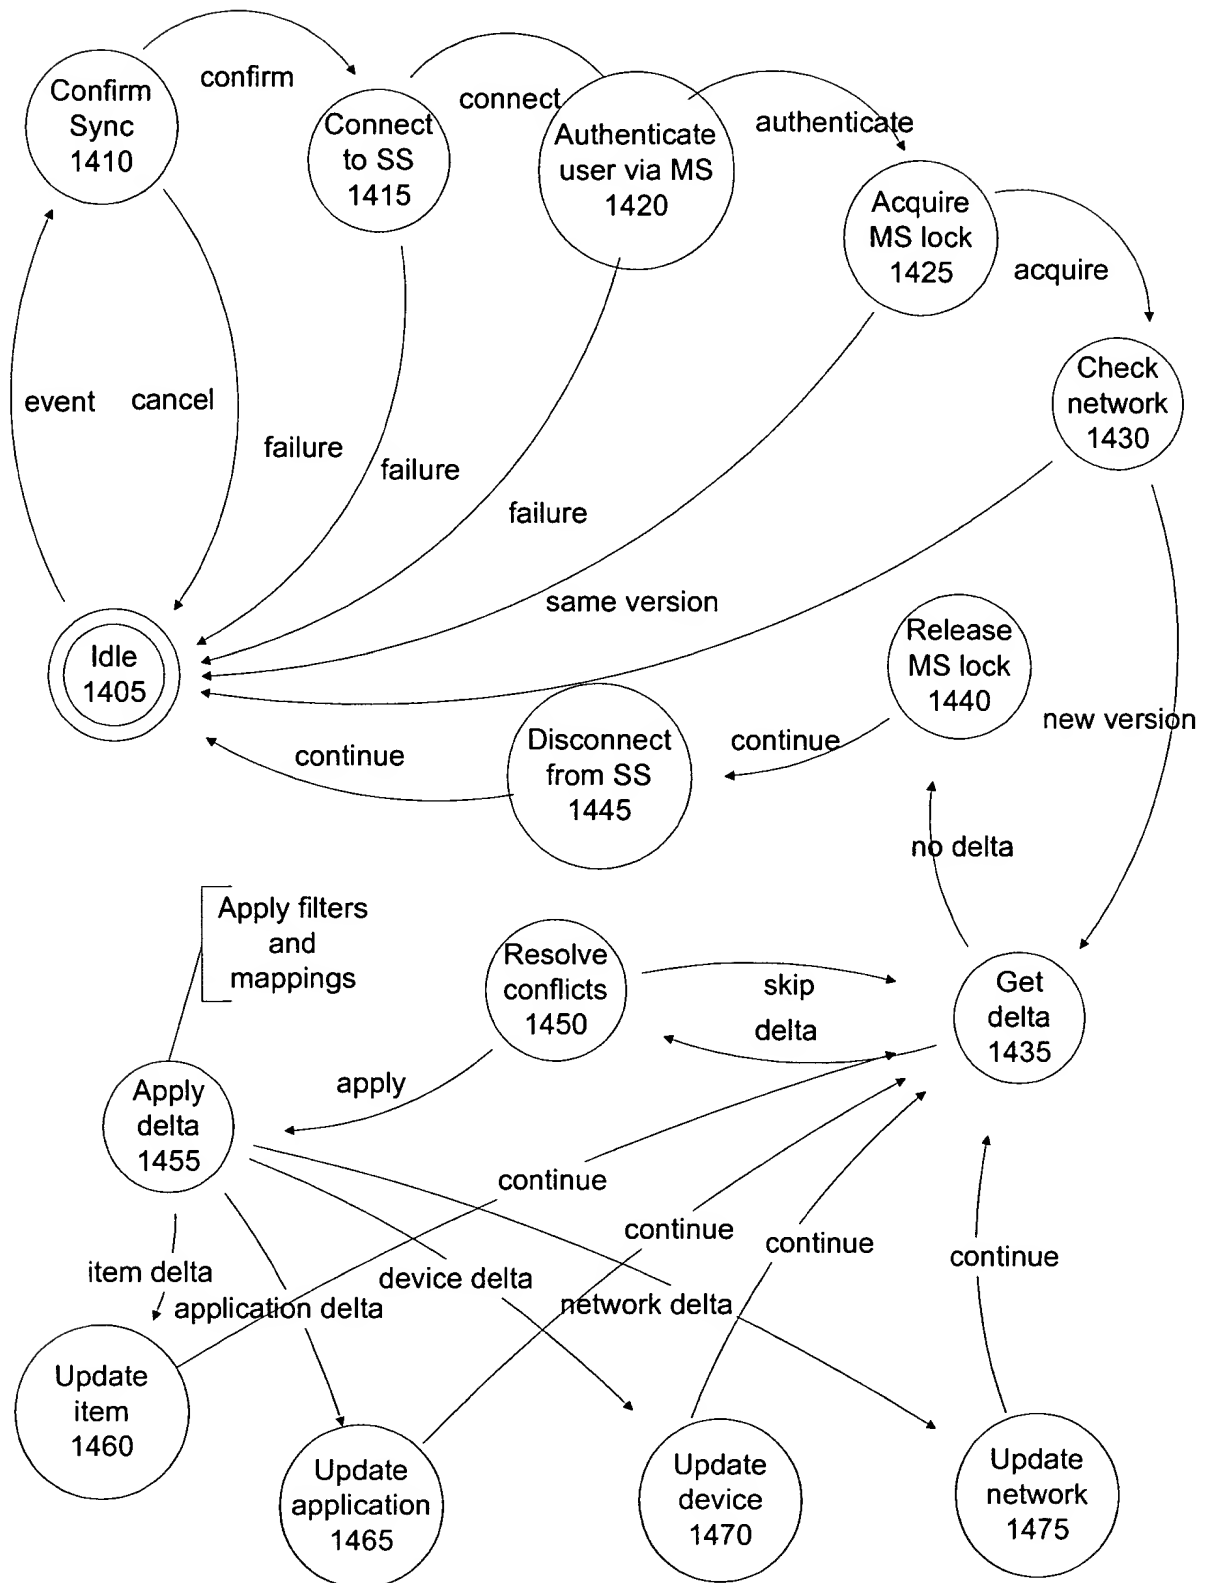 Confirm
Sync
1410
confirm
Connect
to SS
1415
connect
Authenticate
user via MS
1420
authenticate
Acquire
MS lock
1425
acquire
Check
network
1430
event
cancel
failure
failure
failure
same version
Idle
1405
Release
MS lock
1440
new version
continue
Disconnect
from SS
1445
continue
no delta
Apply filters
and
mappings
Resolve
conflicts
1450
skip
delta
Get
delta
1435
apply
Apply
delta
1455
continue
continue
continue
continue
item delta
application delta
device delta
network delta
Update
item
1460
Update
application
1465
Update
device
1470
Update
network
1475